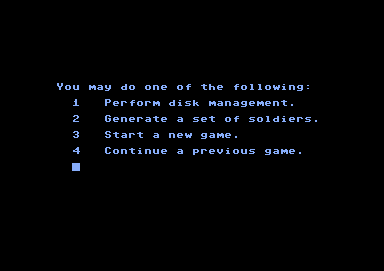 You may do one of the following:
1 Perform disk management.
2 Generate a set of soldiers.
3 Start a new game.
4 Continue a previous game.